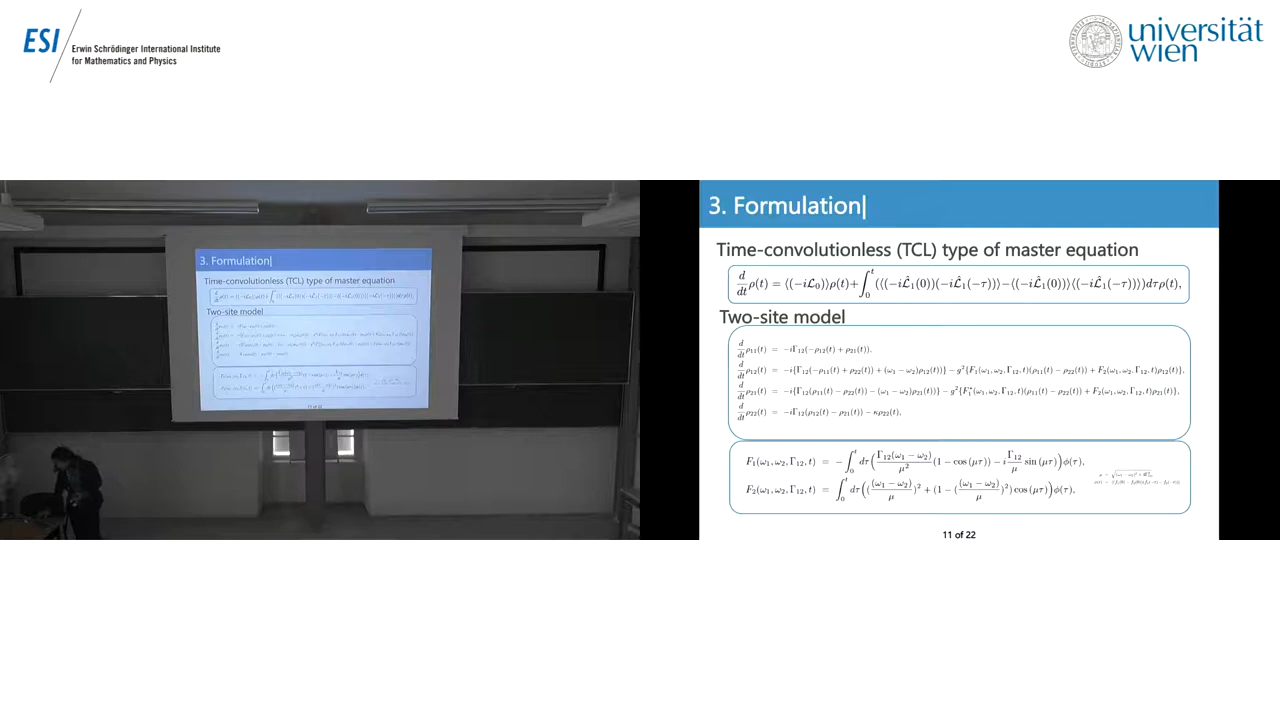 ESI
Erwin Schrödinger International Institute
for Mathematics and Physics
universität
wien
3. Formulation|
Time-convolutionless (TCL) type of master equation
Two-site model
3. Formulation|
Time-convolutionless (TCL) type of master equation
d/dt ρ(t) = ⟨(−iℒ₀)⟩ρ(t)+∫₀ᵗ(⟨(−iℒ̂₁(0))(−iℒ̂₁(−τ))⟩−⟨(−iℒ̂₁(0))⟩⟨(−iℒ̂₁(−τ))⟩)dτρ(t),
Two-site model
d/dt ρ₁₁(t) = −iΓ₁₂(−ρ₁₂(t) + ρ₂₁(t)),
d/dt ρ₁₂(t) = −i{Γ₁₂(−ρ₁₁(t) + ρ₂₂(t)) + (ω₁ − ω₂)ρ₁₂(t)} − g²{F₁(ω₁, ω₂, Γ₁₂, t)(ρ₁₁(t) − ρ₂₂(t)) + F₂(ω₁, ω₂, Γ₁₂, t)ρ₁₂(t)},
d/dt ρ₂₁(t) = −i{Γ₁₂(ρ₁₁(t) − ρ₂₂(t)) − (ω₁ − ω₂)ρ₂₁(t)} − g²{F₁*(ω₁, ω₂, Γ₁₂, t)(ρ₁₁(t) − ρ₂₂(t)) + F₂(ω₁, ω₂, Γ₁₂, t)ρ₂₁(t)},
d/dt ρ₂₂(t) = −iΓ₁₂(ρ₁₂(t) − ρ₂₁(t)) − κρ₂₂(t),
F₁(ω₁, ω₂, Γ₁₂, t) = −∫₀ᵗ dτ(Γ₁₂(ω₁ − ω₂)/μ² (1 − cos (μτ)) − i Γ₁₂/μ sin (μτ))φ(τ),
F₂(ω₁, ω₂, Γ₁₂, t) = ∫₀ᵗ dτ(((ω₁ − ω₂)/μ)² + (1 − ((ω₁ − ω₂)/μ)²) cos (μτ))φ(τ),
11 of 22